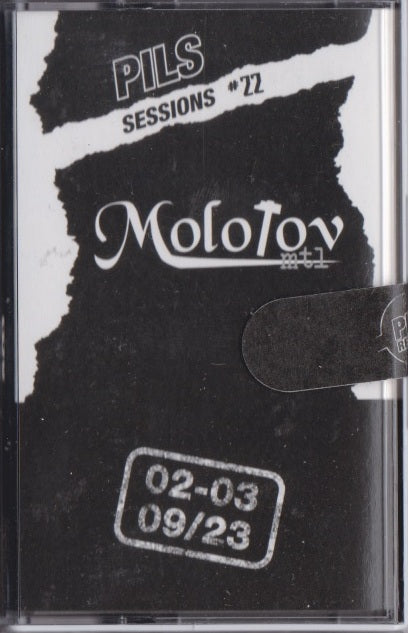 PILS
SESSIONS #22
Molotov
mtl
02-03
09/23